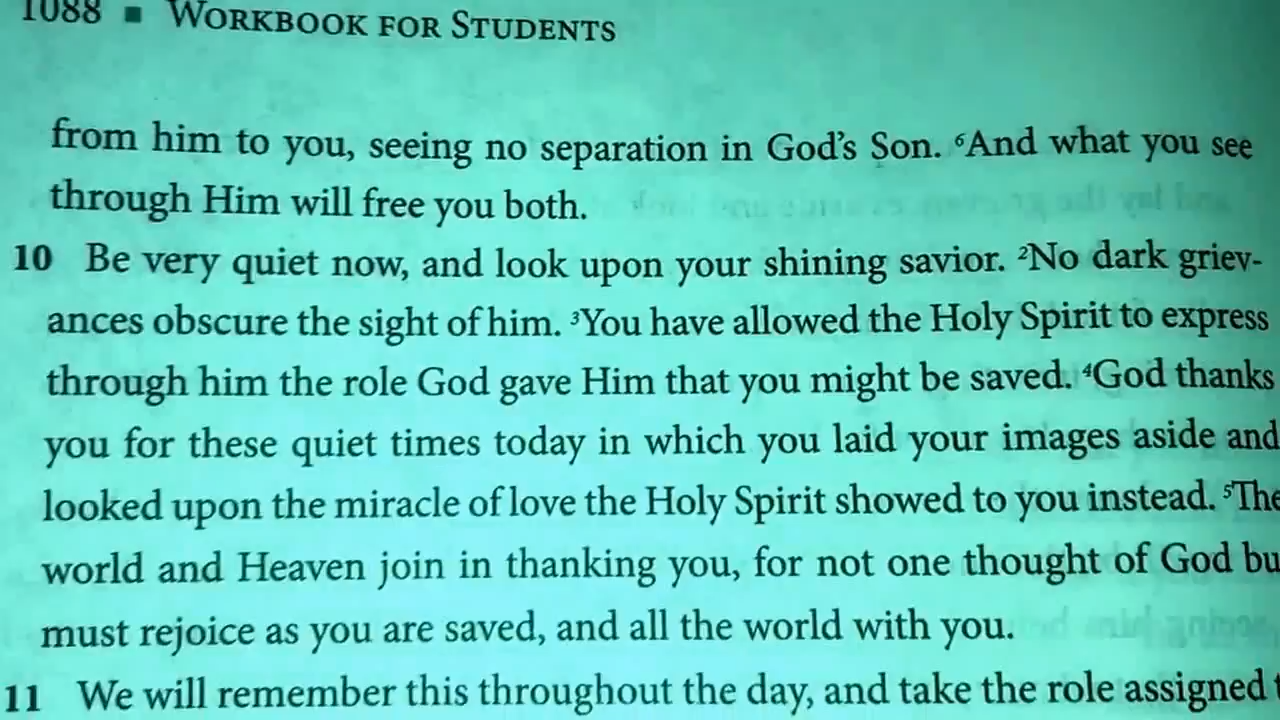 1088 ■ WORKBOOK FOR STUDENTS
from him to you, seeing no separation in God's Son. ⁶And what you see
through Him will free you both.
10 Be very quiet now, and look upon your shining savior. ²No dark griev-
ances obscure the sight of him. ³You have allowed the Holy Spirit to express
through him the role God gave Him that you might be saved. ⁴God thanks
you for these quiet times today in which you laid your images aside and
looked upon the miracle of love the Holy Spirit showed to you instead. ⁵The
world and Heaven join in thanking you, for not one thought of God bu
must rejoice as you are saved, and all the world with you.
11 We will remember this throughout the day, and take the role assigned